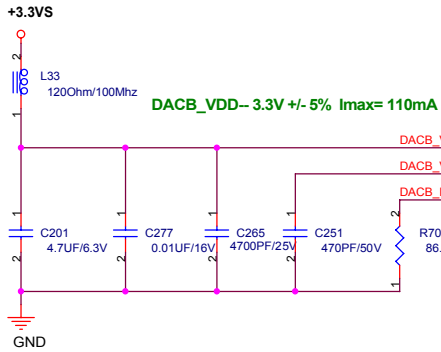 +3.3VS
2
L33
120Ohm/100Mhz
1
DACB_VDD-- 3.3V +/- 5%  Imax= 110mA
DACB_
DACB_
DACB_
1
C201
4.7UF/6.3V
2
1
C277
0.01UF/16V
2
1
C265
4700PF/25V
2
1
C251
470PF/50V
2
2
R70
86.
1
GND